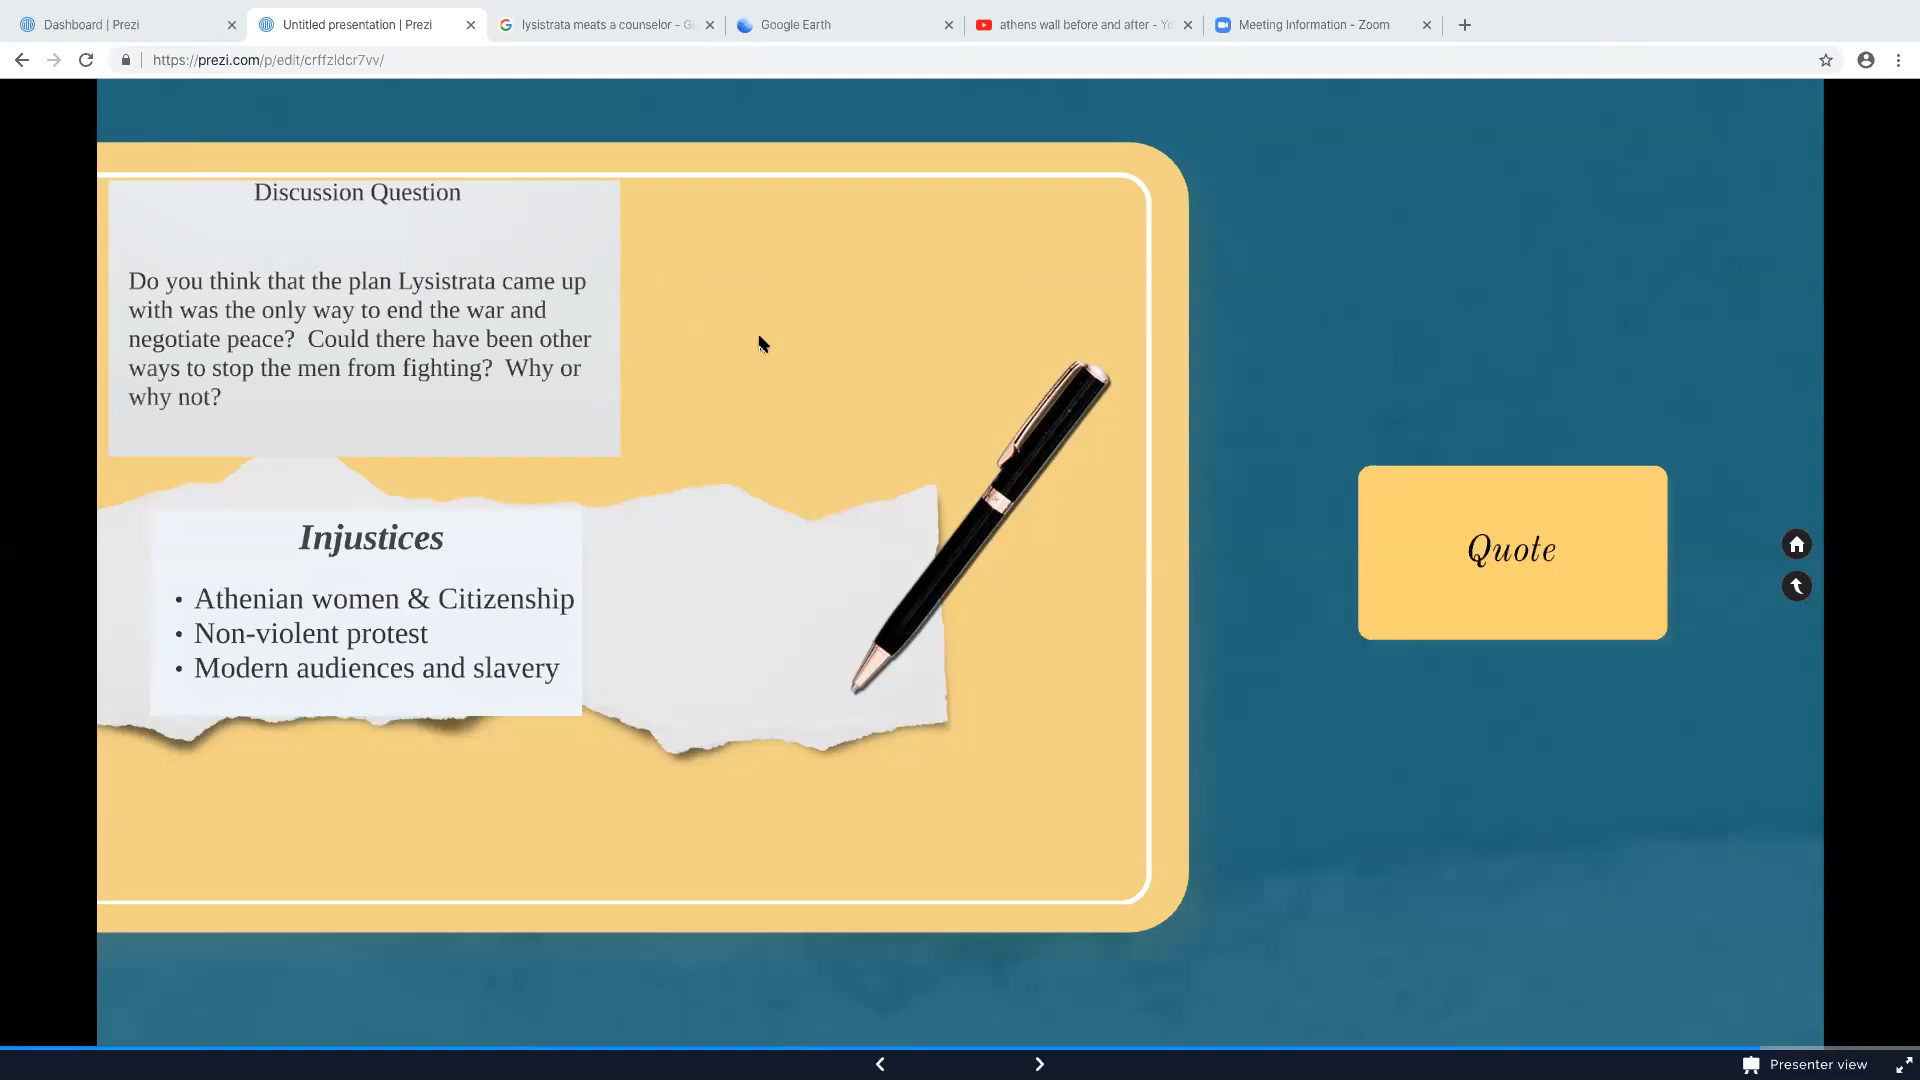 Dashboard | Prezi
Untitled presentation | Prezi
lysistrata meats a counselor - G
Google Earth
athens wall before and after - Yo
Meeting Information - Zoom
https://prezi.com/p/edit/crffzldcr7vv/
Discussion Question
Do you think that the plan Lysistrata came up
with was the only way to end the war and
negotiate peace?  Could there have been other
ways to stop the men from fighting?  Why or
why not?
Injustices
• Athenian women & Citizenship
• Non-violent protest
• Modern audiences and slavery
Quote
Presenter view